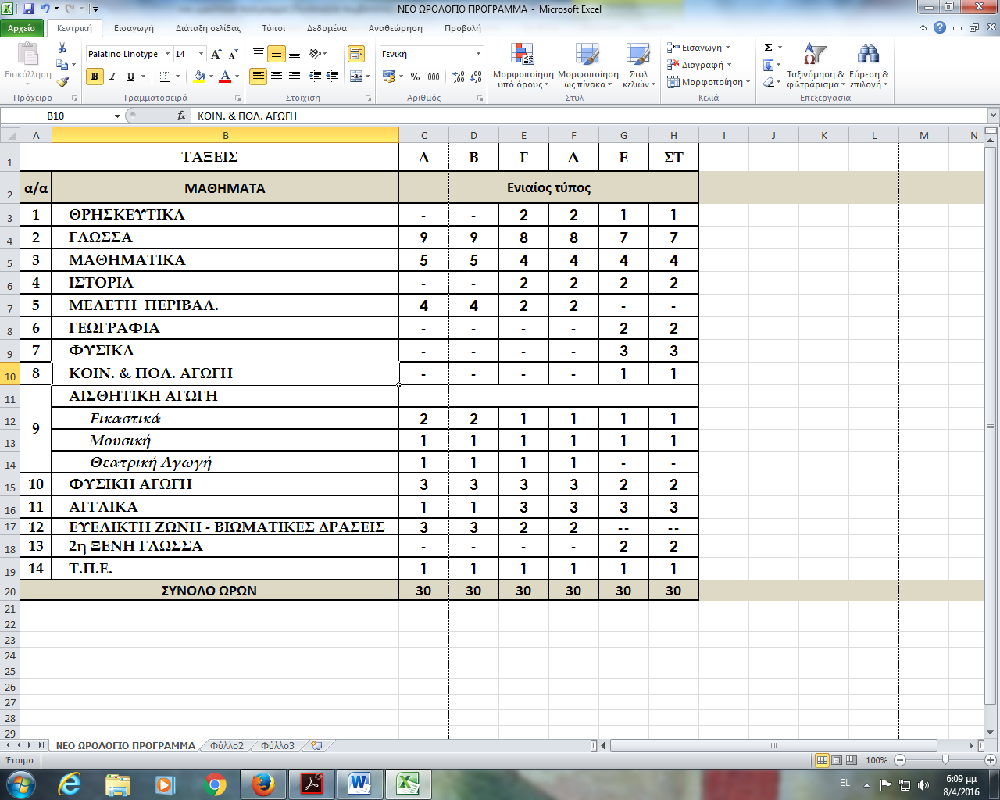 ΝΕΟ ΩΡΟΛΟΓΙΟ ΠΡΟΓΡΑΜΜΑ - Microsoft Excel
Αρχείο Κεντρική Εισαγωγή Διάταξη σελίδας Τύποι Δεδομένα Αναθεώρηση Προβολή
Επικόλληση
Πρόχειρο
Palatino Linotype 14
B I U
Γραμματοσειρά
Στοίχιση
Γενική
% 000
Αριθμός
Μορφοποίηση υπό όρους
Μορφοποίηση ως πίνακα
Στυλ κελιών
Στυλ
Εισαγωγή
Διαγραφή
Μορφοποίηση
Κελιά
Ταξινόμηση & φιλτράρισμα
Εύρεση & επιλογή
Επεξεργασία
B10 fx ΚΟΙΝ. & ΠΟΛ. ΑΓΩΓΗ
A B C D E F G H I J K L M N
1 ΤΑΞΕΙΣ Α Β Γ Δ Ε ΣΤ
2 α/α ΜΑΘΗΜΑΤΑ Ενιαίος τύπος
3 1 ΘΡΗΣΚΕΥΤΙΚΑ - - 2 2 1 1
4 2 ΓΛΩΣΣΑ 9 9 8 8 7 7
5 3 ΜΑΘΗΜΑΤΙΚΑ 5 5 4 4 4 4
6 4 ΙΣΤΟΡΙΑ - - 2 2 2 2
7 5 ΜΕΛΕΤΗ ΠΕΡΙΒΑΛ. 4 4 2 2 - -
8 6 ΓΕΩΓΡΑΦΙΑ - - - - 2 2
9 7 ΦΥΣΙΚΑ - - - - 3 3
10 8 ΚΟΙΝ. & ΠΟΛ. ΑΓΩΓΗ - - - - 1 1
11 ΑΙΣΘΗΤΙΚΗ ΑΓΩΓΗ
9
12 Εικαστικά 2 2 1 1 1 1
13 Μουσική 1 1 1 1 1 1
14 Θεατρική Αγωγή 1 1 1 1 - -
15 10 ΦΥΣΙΚΗ ΑΓΩΓΗ 3 3 3 3 2 2
16 11 ΑΓΓΛΙΚΑ 1 1 3 3 3 3
17 12 ΕΥΕΛΙΚΤΗ ΖΩΝΗ - ΒΙΩΜΑΤΙΚΕΣ ΔΡΑΣΕΙΣ 3 3 2 2 -- --
18 13 2η ΞΕΝΗ ΓΛΩΣΣΑ - - - - 2 2
19 14 Τ.Π.Ε. 1 1 1 1 1 1
20 ΣΥΝΟΛΟ ΩΡΩΝ 30 30 30 30 30 30
21
22
23
24
25
26
27
28
29
ΝΕΟ ΩΡΟΛΟΓΙΟ ΠΡΟΓΡΑΜΜΑ Φύλλο2 Φύλλο3
Έτοιμο 100%
EL 6:09 μμ
8/4/2016